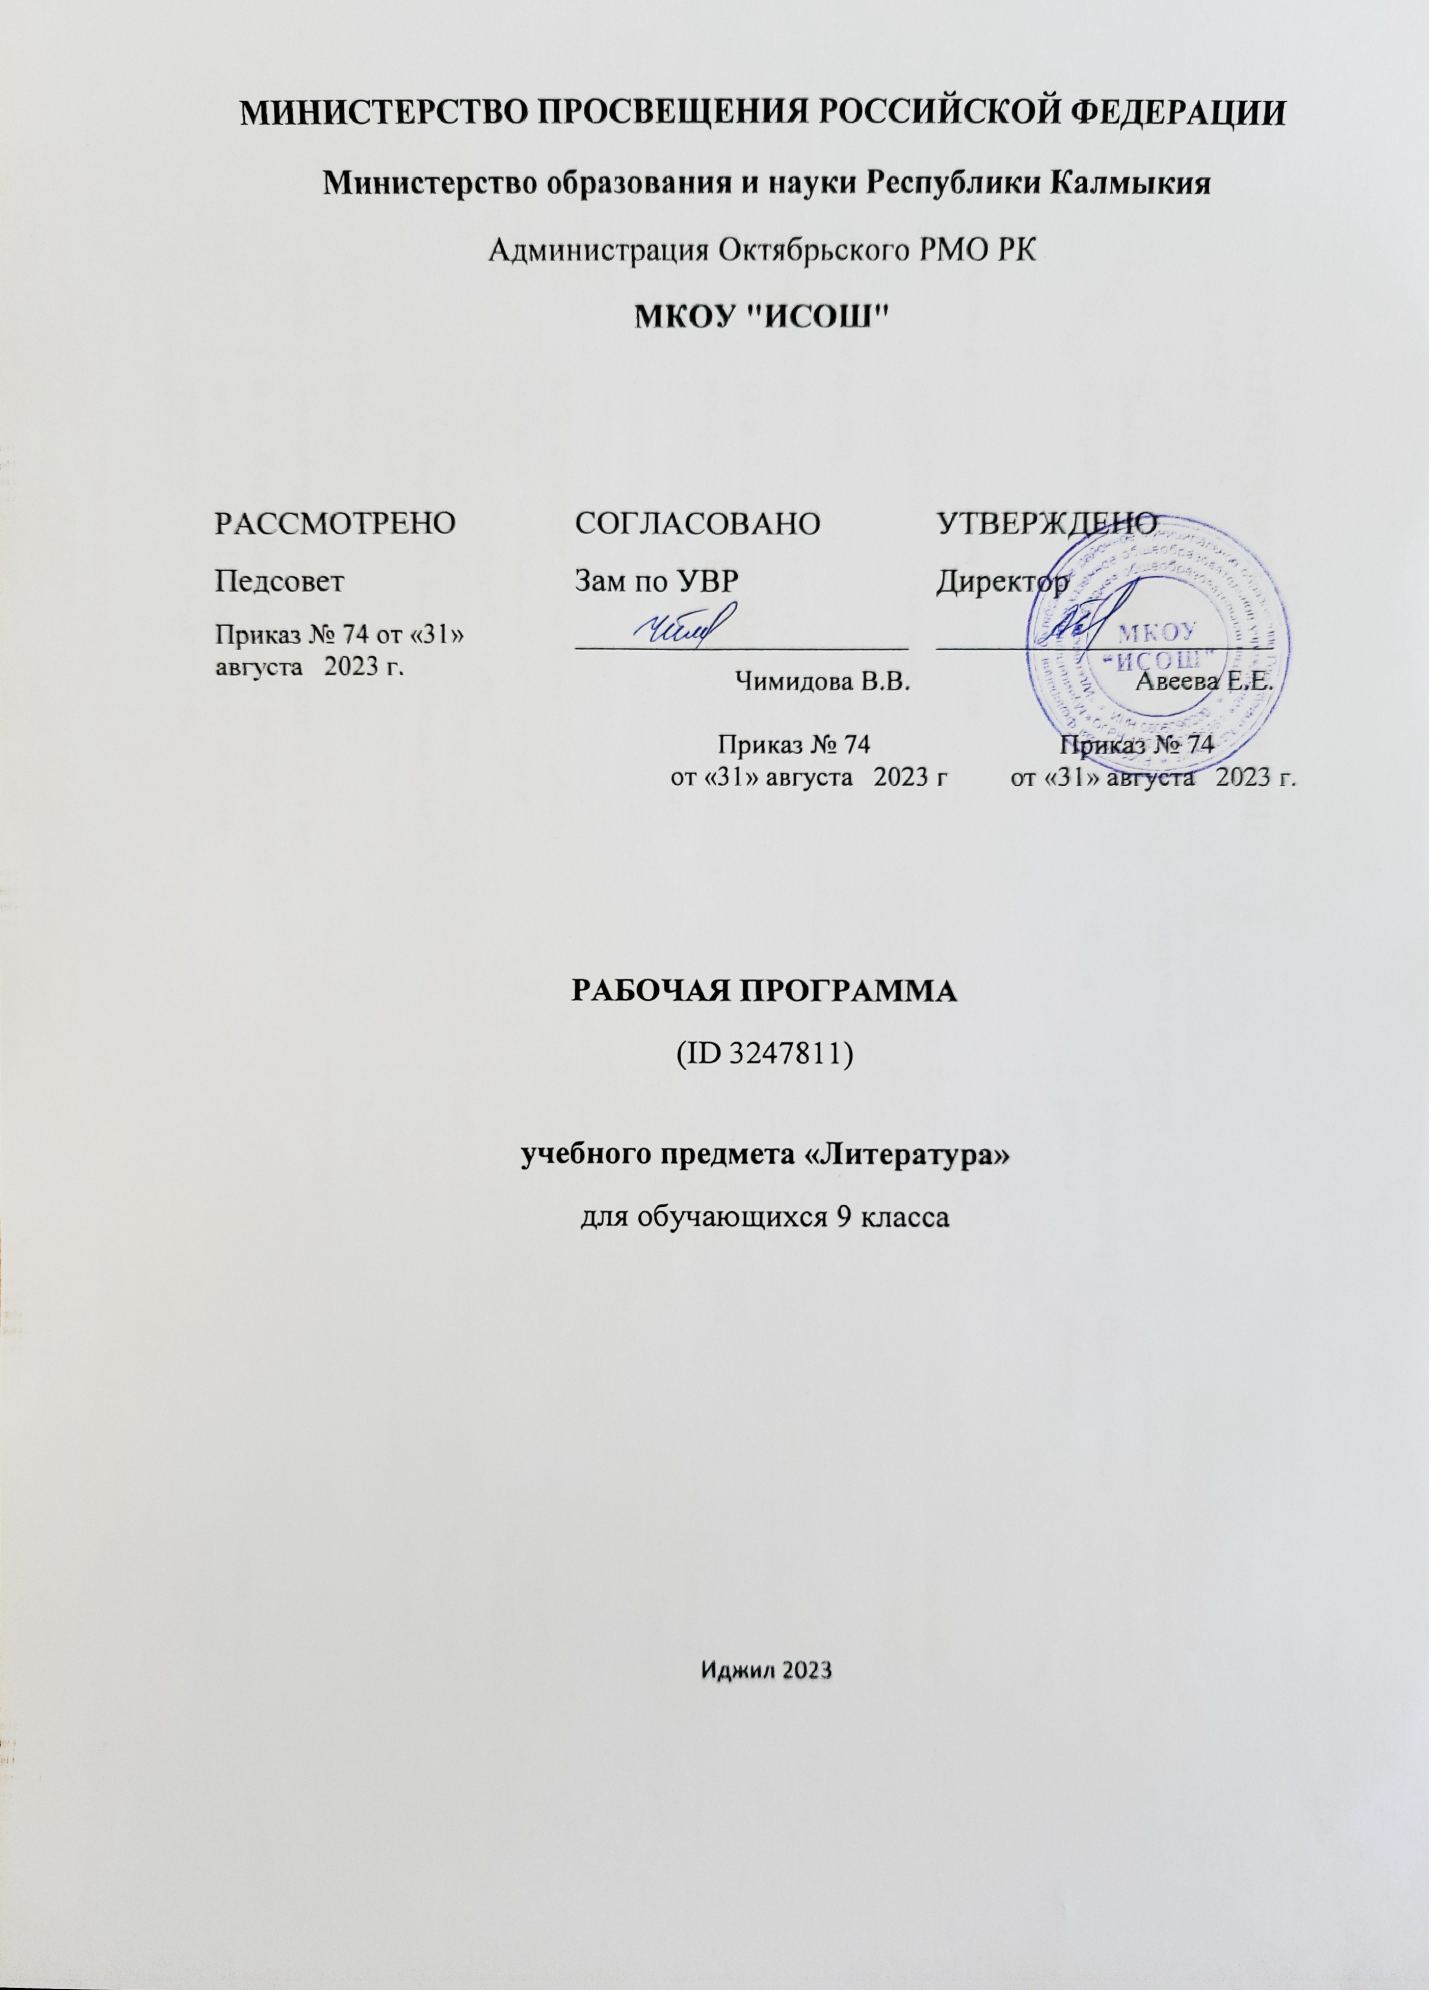 МИНИСТЕРСТВО ПРОСВЕЩЕНИЯ РОССИЙСКОЙ ФЕДЕРАЦИИ
Министерство образования и науки Республики Калмыкия
Администрация Октябрьского РМО РК
МКОУ "ИСОШ"
РАССМОТРЕНО
Педсовет
Приказ № 74 от «31»
августа 2023 г.
СОГЛАСОВАНО
Зам по УВР
Чимидова В.В.
Приказ № 74
от «31» августа 2023 г
УТВЕРЖДЕНО
Директор
МКОУ
"ИСОШ"
Авеева Е.Е.
Приказ № 74
от «31» августа 2023 г.
РАБОЧАЯ ПРОГРАММА
(ID 3247811)
учебного предмета «Литература»
для обучающихся 9 класса
Иджил 2023